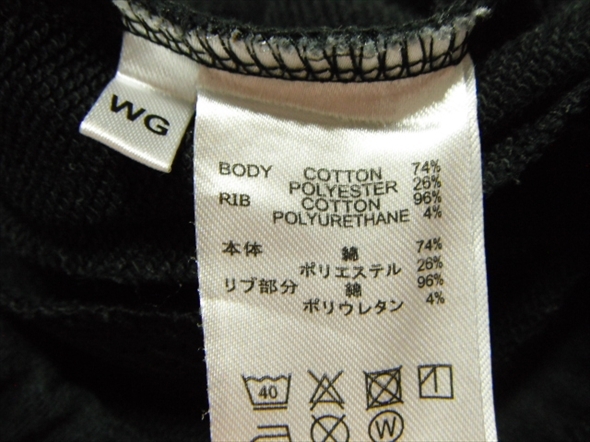 WG
BODY COTTON 74%
POLYESTER 26%
RIB COTTON 96%
POLYURETHANE 4%
本体 綿 74%
ポリエステル 26%
リブ部分 綿 96%
ポリウレタン 4%
40
W